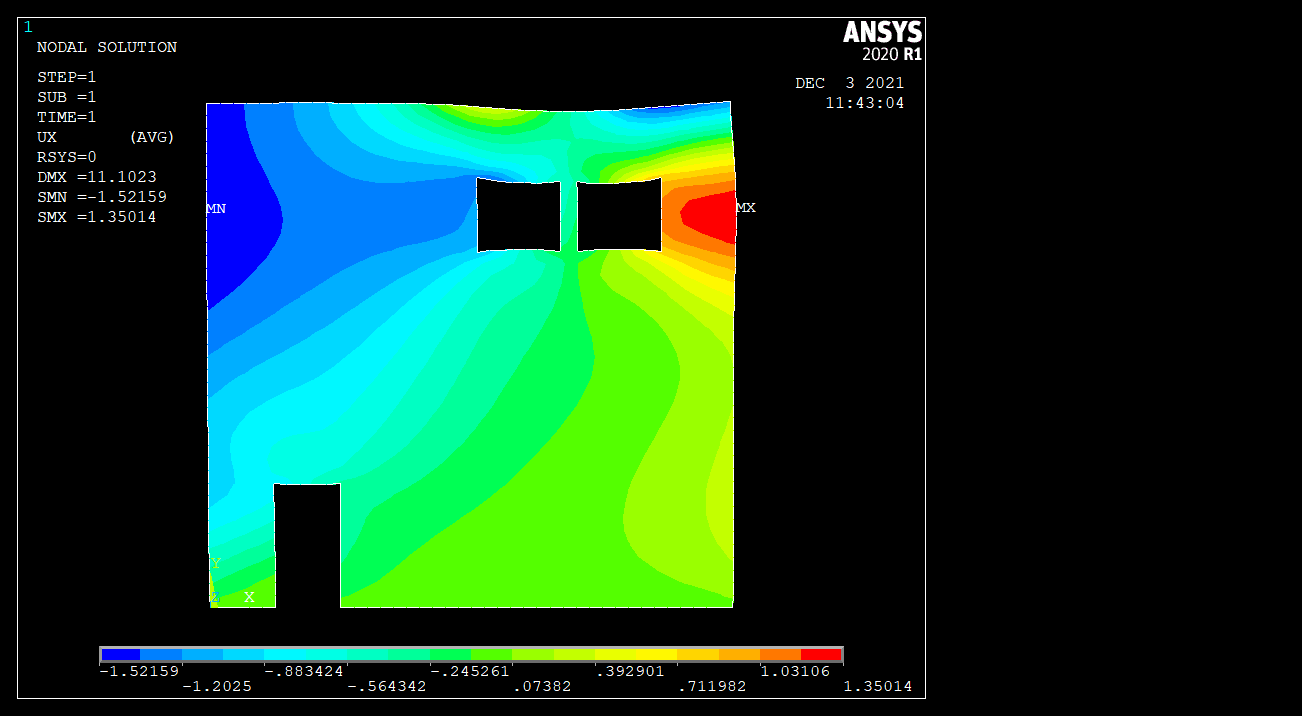 1
ANSYS
2020 R1
NODAL SOLUTION
DEC  3 2021
11:43:04
STEP=1
SUB =1
TIME=1
UX       (AVG)
RSYS=0
DMX =11.1023
SMN =-1.52159
SMX =1.35014
MN
MX
Y
Z X
-1.52159 -.883424 -.245261 .392901 1.03106
-1.2025 -.564342 .07382 .711982 1.35014